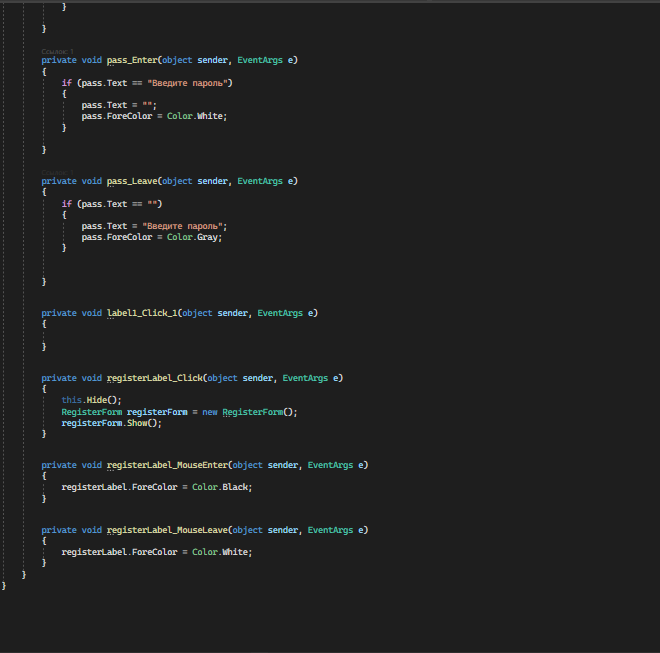 }
}
Ссылок: 1
private void pass_Enter(object sender, EventArgs e)
{
if (pass.Text == "Введите пароль")
{
pass.Text = "";
pass.ForeColor = Color.White;
}
}
private void pass_Leave(object sender, EventArgs e)
{
if (pass.Text == "")
{
pass.Text = "Введите пароль";
pass.ForeColor = Color.Gray;
}
}
private void label1_Click_1(object sender, EventArgs e)
{
}
private void registerLabel_Click(object sender, EventArgs e)
{
this.Hide();
RegisterForm registerForm = new RegisterForm();
registerForm.Show();
}
private void registerLabel_MouseEnter(object sender, EventArgs e)
{
registerLabel.ForeColor = Color.Black;
}
private void registerLabel_MouseLeave(object sender, EventArgs e)
{
registerLabel.ForeColor = Color.White;
}
}
}